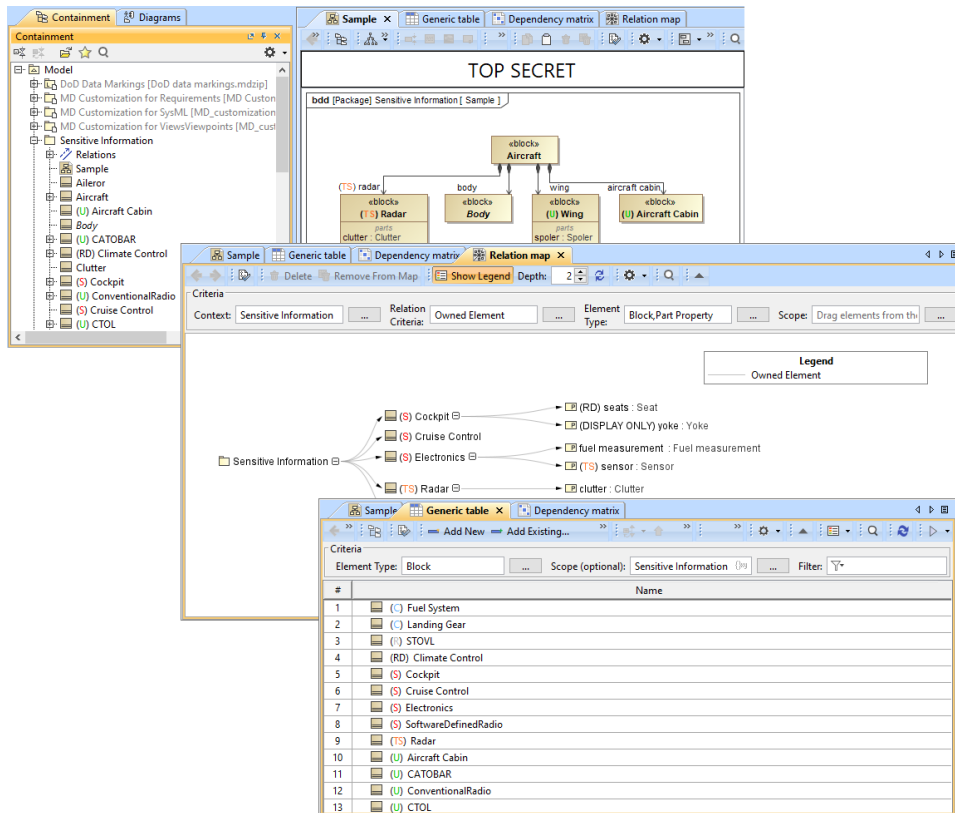 Containment
Diagrams
Containment
Model
DoD Data Markings [DoD data markings.mdzip]
MD Customization for Requirements [MD Custon
MD Customization for SysML [MD_customization
MD Customization for ViewsViewpoints [MD_cust
Sensitive Information
Relations
Sample
Aileror
Aircraft
(U) Aircraft Cabin
Body
(U) CATOBAR
(RD) Climate Control
Clutter
(S) Cockpit
(U) ConventionalRadio
(S) Cruise Control
(U) CTOL
Sample
Generic table
Dependency matrix
Relation map
TOP SECRET
bdd [Package] Sensitive Information [ Sample ]
«block»
Aircraft
(TS) radar
body
wing
aircraft cabin
«block»
(TS) Radar
parts
clutter : Clutter
«block»
Body
«block»
(U) Wing
parts
spoler : Spoler
«block»
(U) Aircraft Cabin
Sample
Generic table
Dependency matrix
Relation map
Delete
Remove From Map
Show Legend
Depth: 2
Criteria
Context: Sensitive Information ...
Relation Criteria: Owned Element ...
Element Type: Block,Part Property ...
Scope: Drag elements from the ...
Legend
Owned Element
Sensitive Information
(S) Cockpit
(S) Cruise Control
(S) Electronics
(TS) Radar
(RD) seats : Seat
(DISPLAY ONLY) yoke : Yoke
fuel measurement : Fuel measurement
(TS) sensor : Sensor
clutter : Clutter
Sample
Generic table
Dependency matrix
Add New
Add Existing...
Criteria
Element Type: Block ...
Scope (optional): Sensitive Information ...
Filter:
# Name
1 (C) Fuel System
2 (C) Landing Gear
3 (R) STOVL
4 (RD) Climate Control
5 (S) Cockpit
6 (S) Cruise Control
7 (S) Electronics
8 (S) SoftwareDefinedRadio
9 (TS) Radar
10 (U) Aircraft Cabin
11 (U) CATOBAR
12 (U) ConventionalRadio
13 (U) CTOL